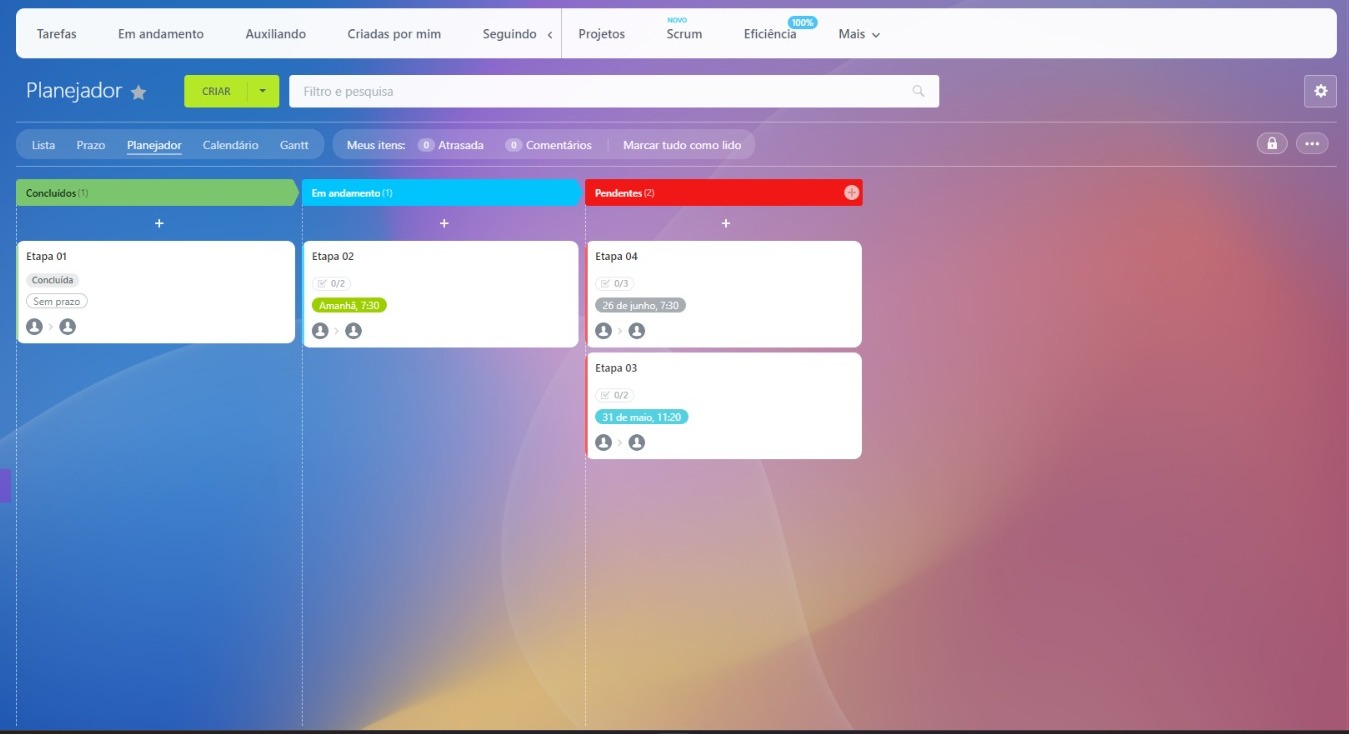 Tarefas Em andamento Auxiliando Criadas por mim Seguindo Projetos NOVO Scrum Eficiência 100% Mais
Planejador CRIAR Filtro e pesquisa
Lista Prazo Planejador Calendário Gantt Meus itens: 0 Atrasada 0 Comentários Marcar tudo como lido
Concluídos (1)
+
Etapa 01
Concluída
Sem prazo
Em andamento (1)
+
Etapa 02
0/2
Amanhã, 7:30
Pendentes (2)
+
Etapa 04
0/3
26 de junho, 7:30
Etapa 03
0/2
31 de maio, 11:20